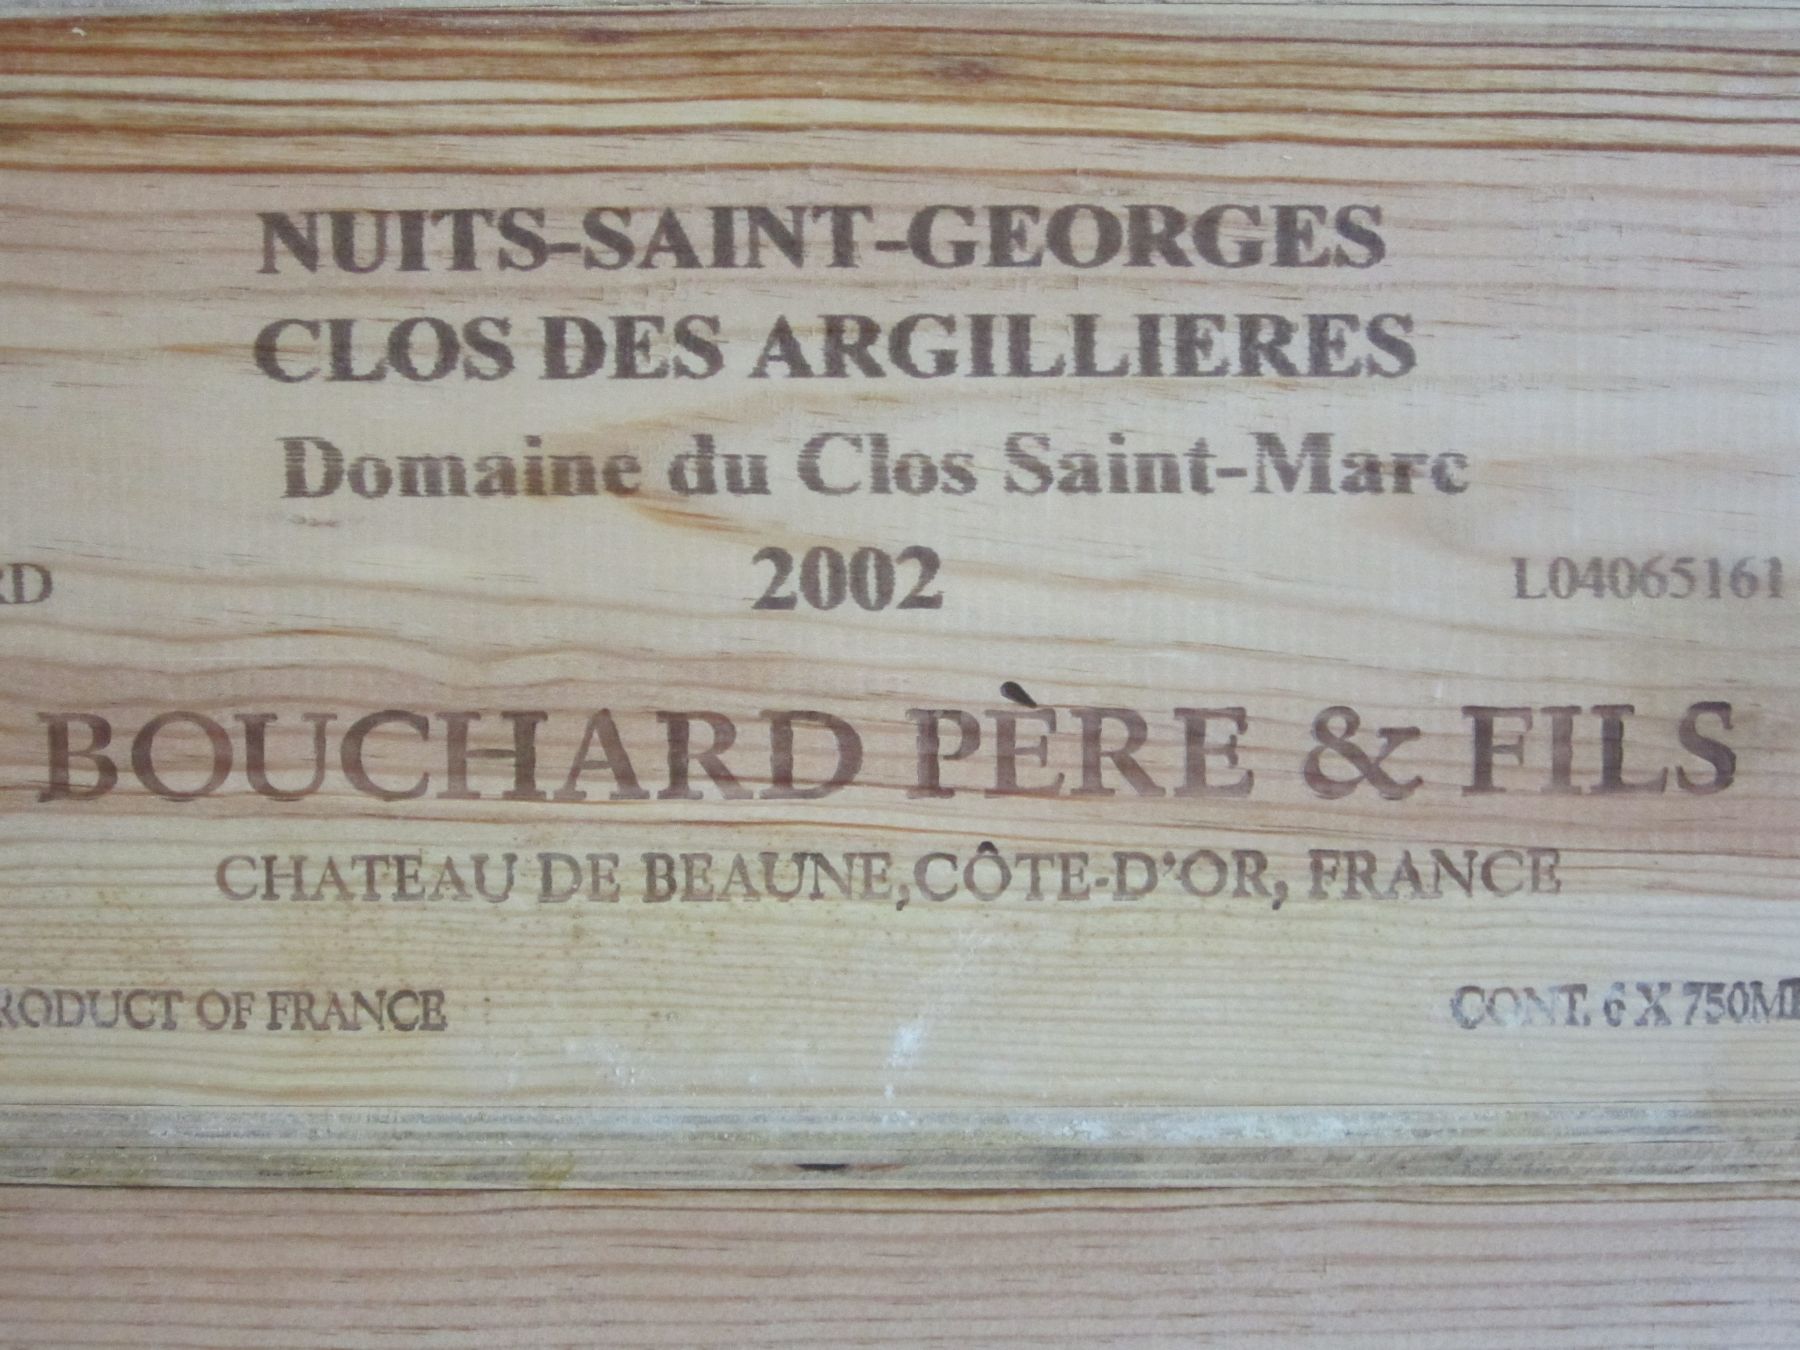 NUITS-SAINT-GEORGES
CLOS DES ARGILLIERES
Domaine du Clos Saint-Marc
2002
L04065161
BOUCHARD PÈRE & FILS
CHATEAU DE BEAUNE, CÔTE-D'OR, FRANCE
RODUCT OF FRANCE
CONT. 6 X 750ML